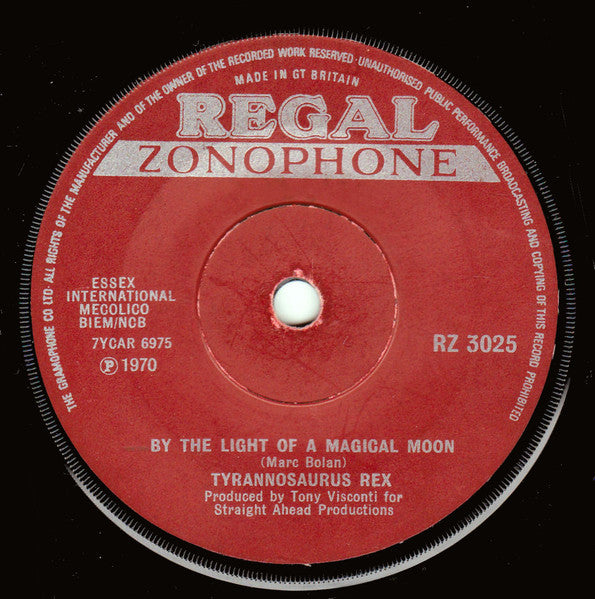 THE GRAMOPHONE CO LTD·ALL RIGHTS OF THE MANUFACTURER AND OF THE OWNER OF THE RECORDED WORK RESERVED·UNAUTHORISED PUBLIC PERFORMANCE BROADCASTING AND COPYING OF THIS RECORD PROHIBITED
MADE IN GT BRITAIN
REGAL
ZONOPHONE
ESSEX
INTERNATIONAL
MECOLICO
BIEM/NCB
7YCAR 6975
Ⓟ 1970
RZ 3025
BY THE LIGHT OF A MAGICAL MOON
(Marc Bolan)
TYRANNOSAURUS REX
Produced by Tony Visconti for
Straight Ahead Productions